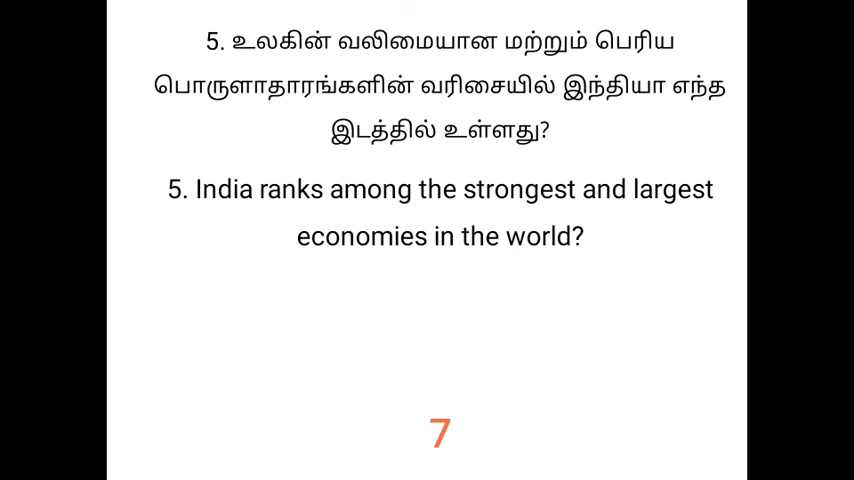 5. உலகின் வலிமையான மற்றும் பெரிய
பொருளாதாரங்களின் வரிசையில் இந்தியா எந்த
இடத்தில் உள்ளது?
5. India ranks among the strongest and largest
economies in the world?
7